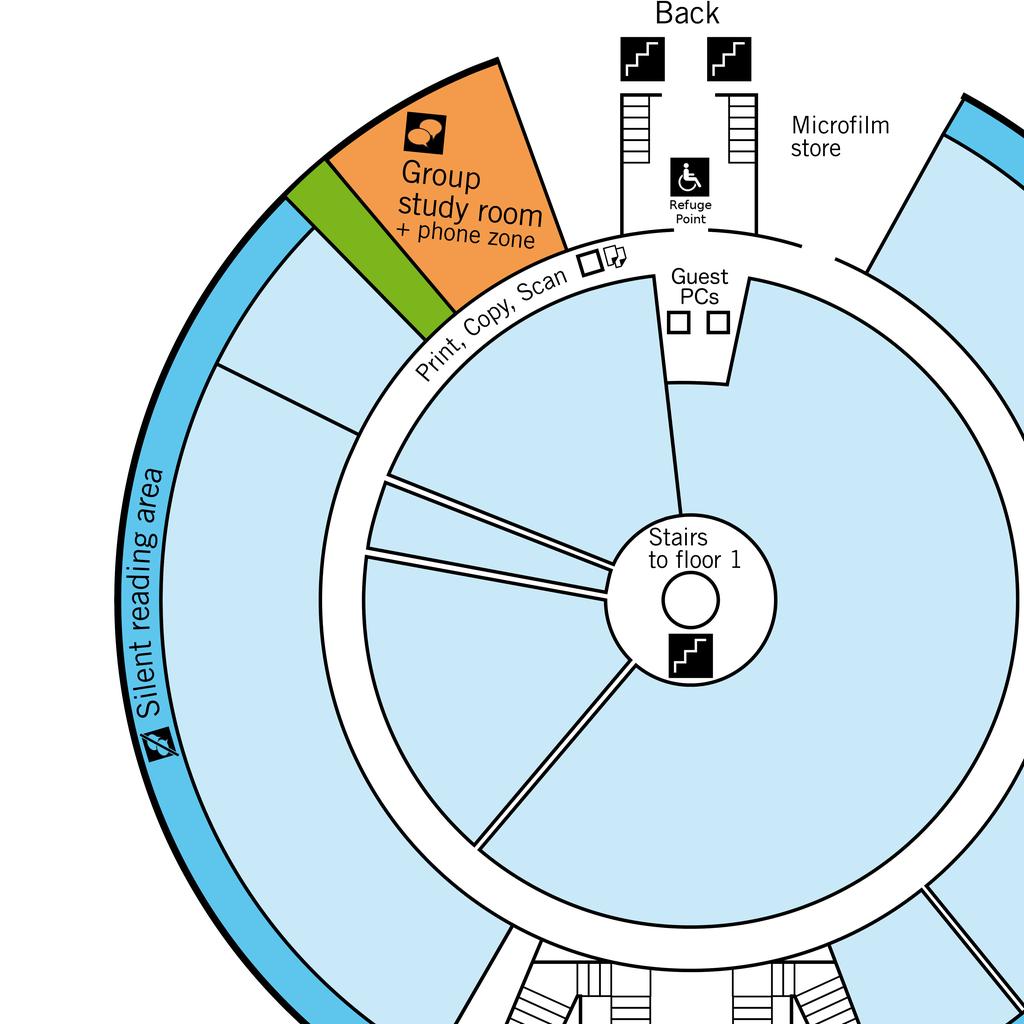 Back
Microfilm
store
Refuge
Point
Group
study room
+ phone zone
Print, Copy, Scan
Guest
PCs
Silent reading area
Stairs
to floor 1